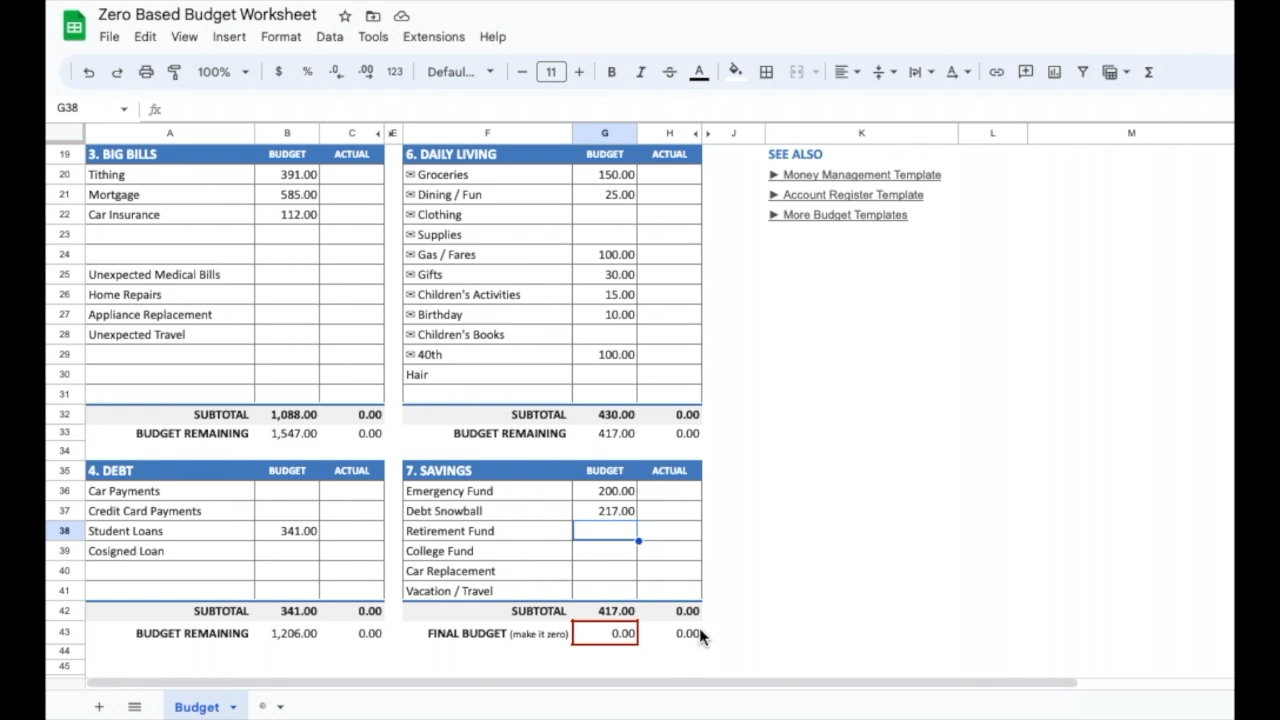 Zero Based Budget Worksheet
File Edit View Insert Format Data Tools Extensions Help
100% $ % .0 .00 123 Defaul... − 11 + B I A Σ
G38 fx
A B C E F G H J K L M
19 3. BIG BILLS BUDGET ACTUAL 6. DAILY LIVING BUDGET ACTUAL SEE ALSO
20 Tithing 391.00 ✉ Groceries 150.00 ► Money Management Template
21 Mortgage 585.00 ✉ Dining / Fun 25.00 ► Account Register Template
22 Car Insurance 112.00 ✉ Clothing ► More Budget Templates
23 ✉ Supplies
24 ✉ Gas / Fares 100.00
25 Unexpected Medical Bills ✉ Gifts 30.00
26 Home Repairs ✉ Children's Activities 15.00
27 Appliance Replacement ✉ Birthday 10.00
28 Unexpected Travel ✉ Children's Books
29 ✉ 40th 100.00
30 Hair
31
32 SUBTOTAL 1,088.00 0.00 SUBTOTAL 430.00 0.00
33 BUDGET REMAINING 1,547.00 0.00 BUDGET REMAINING 417.00 0.00
34
35 4. DEBT BUDGET ACTUAL 7. SAVINGS BUDGET ACTUAL
36 Car Payments Emergency Fund 200.00
37 Credit Card Payments Debt Snowball 217.00
38 Student Loans 341.00 Retirement Fund
39 Cosigned Loan College Fund
40 Car Replacement
41 Vacation / Travel
42 SUBTOTAL 341.00 0.00 SUBTOTAL 417.00 0.00
43 BUDGET REMAINING 1,206.00 0.00 FINAL BUDGET (make it zero) 0.00 0.00
44
45
+ Budget ©